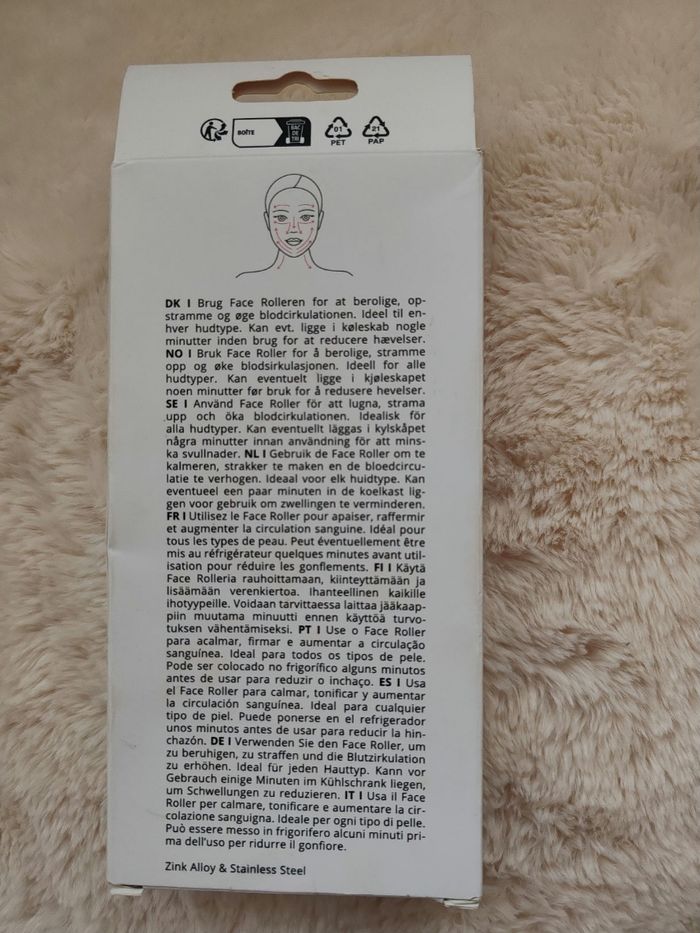 BOÎTE
BAC
DE
TRI
01
PET
21
PAP
DK I Brug Face Rolleren for at berolige, op-
stramme og øge blodcirkulationen. Ideel til en-
hver hudtype. Kan evt. ligge i køleskab nogle
minutter inden brug for at reducere hævelser.
NO I Bruk Face Roller for å berolige, stramme
opp og øke blodsirkulasjonen. Ideell for alle
hudtyper. Kan eventuelt ligge i kjøleskapet
noen minutter før bruk for å redusere hevelser.
SE I Använd Face Roller för att lugna, strama
upp och öka blodcirkulationen. Idealisk för
alla hudtyper. Kan eventuellt läggas i kylskåpet
några minutter innan användning för att mins-
ka svullnader. NL I Gebruik de Face Roller om te
kalmeren, strakker te maken en de bloedcircu-
latie te verhogen. Ideaal voor elk huidtype. Kan
eventueel een paar minuten in de koelkast lig-
gen voor gebruik om zwellingen te verminderen.
FR I Utilisez le Face Roller pour apaiser, raffermir
et augmenter la circulation sanguine. Idéal pour
tous les types de peau. Peut éventuellement être
mis au réfrigérateur quelques minutes avant util-
isation pour réduire les gonflements. FI I Käytä
Face Rolleria rauhoittamaan, kiinteyttämään ja
lisäämään verenkiertoa. Ihanteellinen kaikille
ihotyypeille. Voidaan tarvittaessa laittaa jääkaap-
piin muutama minuutti ennen käyttöä turvo-
tuksen vähentämiseksi. PT I Use o Face Roller
para acalmar, firmar e aumentar a circulação
sanguínea. Ideal para todos os tipos de pele.
Pode ser colocado no frigorífico alguns minutos
antes de usar para reduzir o inchaço. ES I Usa
el Face Roller para calmar, tonificar y aumentar
la circulación sanguínea. Ideal para cualquier
tipo de piel. Puede ponerse en el refrigerador
unos minutos antes de usar para reducir la hin-
chazón. DE I Verwenden Sie den Face Roller, um
zu beruhigen, zu straffen und die Blutzirkulation
zu erhöhen. Ideal für jeden Hauttyp. Kann vor
Gebrauch einige Minuten im Kühlschrank liegen,
um Schwellungen zu reduzieren. IT I Usa il Face
Roller per calmare, tonificare e aumentare la cir-
colazione sanguigna. Ideale per ogni tipo di pelle.
Può essere messo in frigorifero alcuni minuti pri-
ma dell'uso per ridurre il gonfiore.
Zink Alloy & Stainless Steel